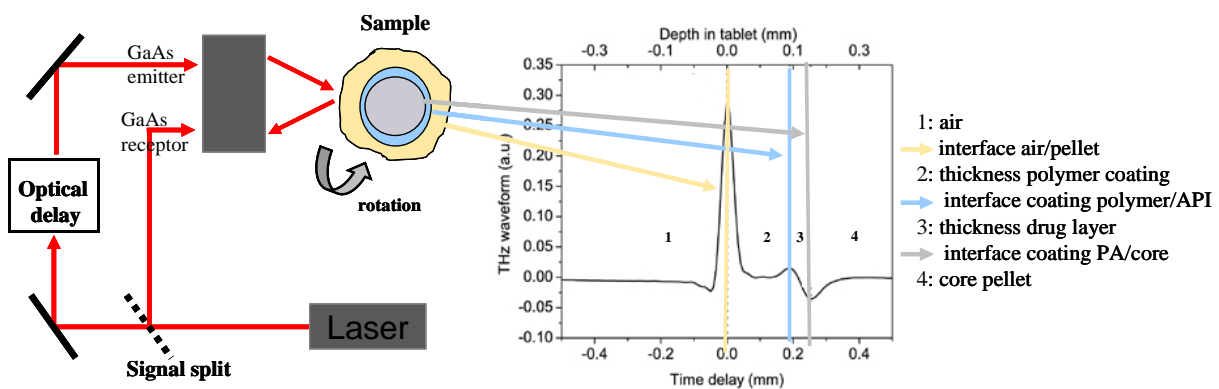 Sample
GaAs
emitter
GaAs
receptor
Optical
delay
rotation
Laser
Signal split
Depth in tablet (mm)
-0.3 -0.1 0.0 0.1 0.3
THz waveform (a.u.)
0.35
0.30
0.25
0.20
0.15
0.10
0.05
0.00
-0.05
-0.10
1 2 3 4
-0.4 -0.2 0.0 0.2 0.4
Time delay (mm)
1: air
interface air/pellet
2: thickness polymer coating
interface coating polymer/API
3: thickness drug layer
interface coating PA/core
4: core pellet